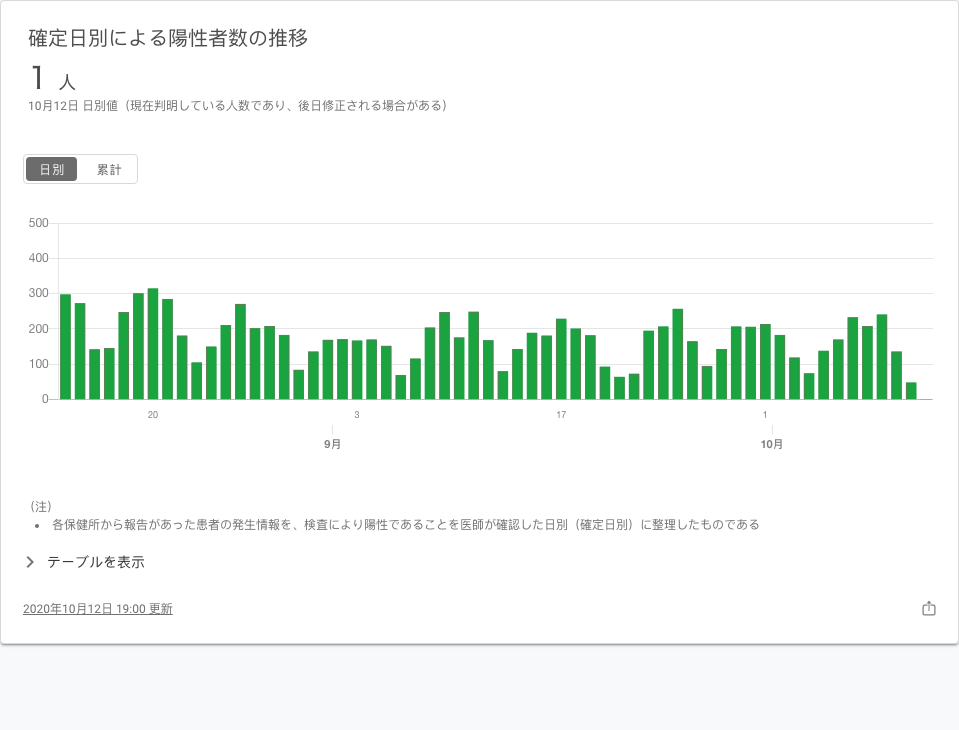 確定日別による陽性者数の推移
1 人
10月12日 日別値（現在判明している人数であり、後日修正される場合がある）
日別 累計
500
400
300
200
100
0
20 3 17 1
9月 10月
（注）
• 各保健所から報告があった患者の発生情報を、検査により陽性であることを医師が確認した日別（確定日別）に整理したものである
テーブルを表示
2020年10月12日 19:00 更新